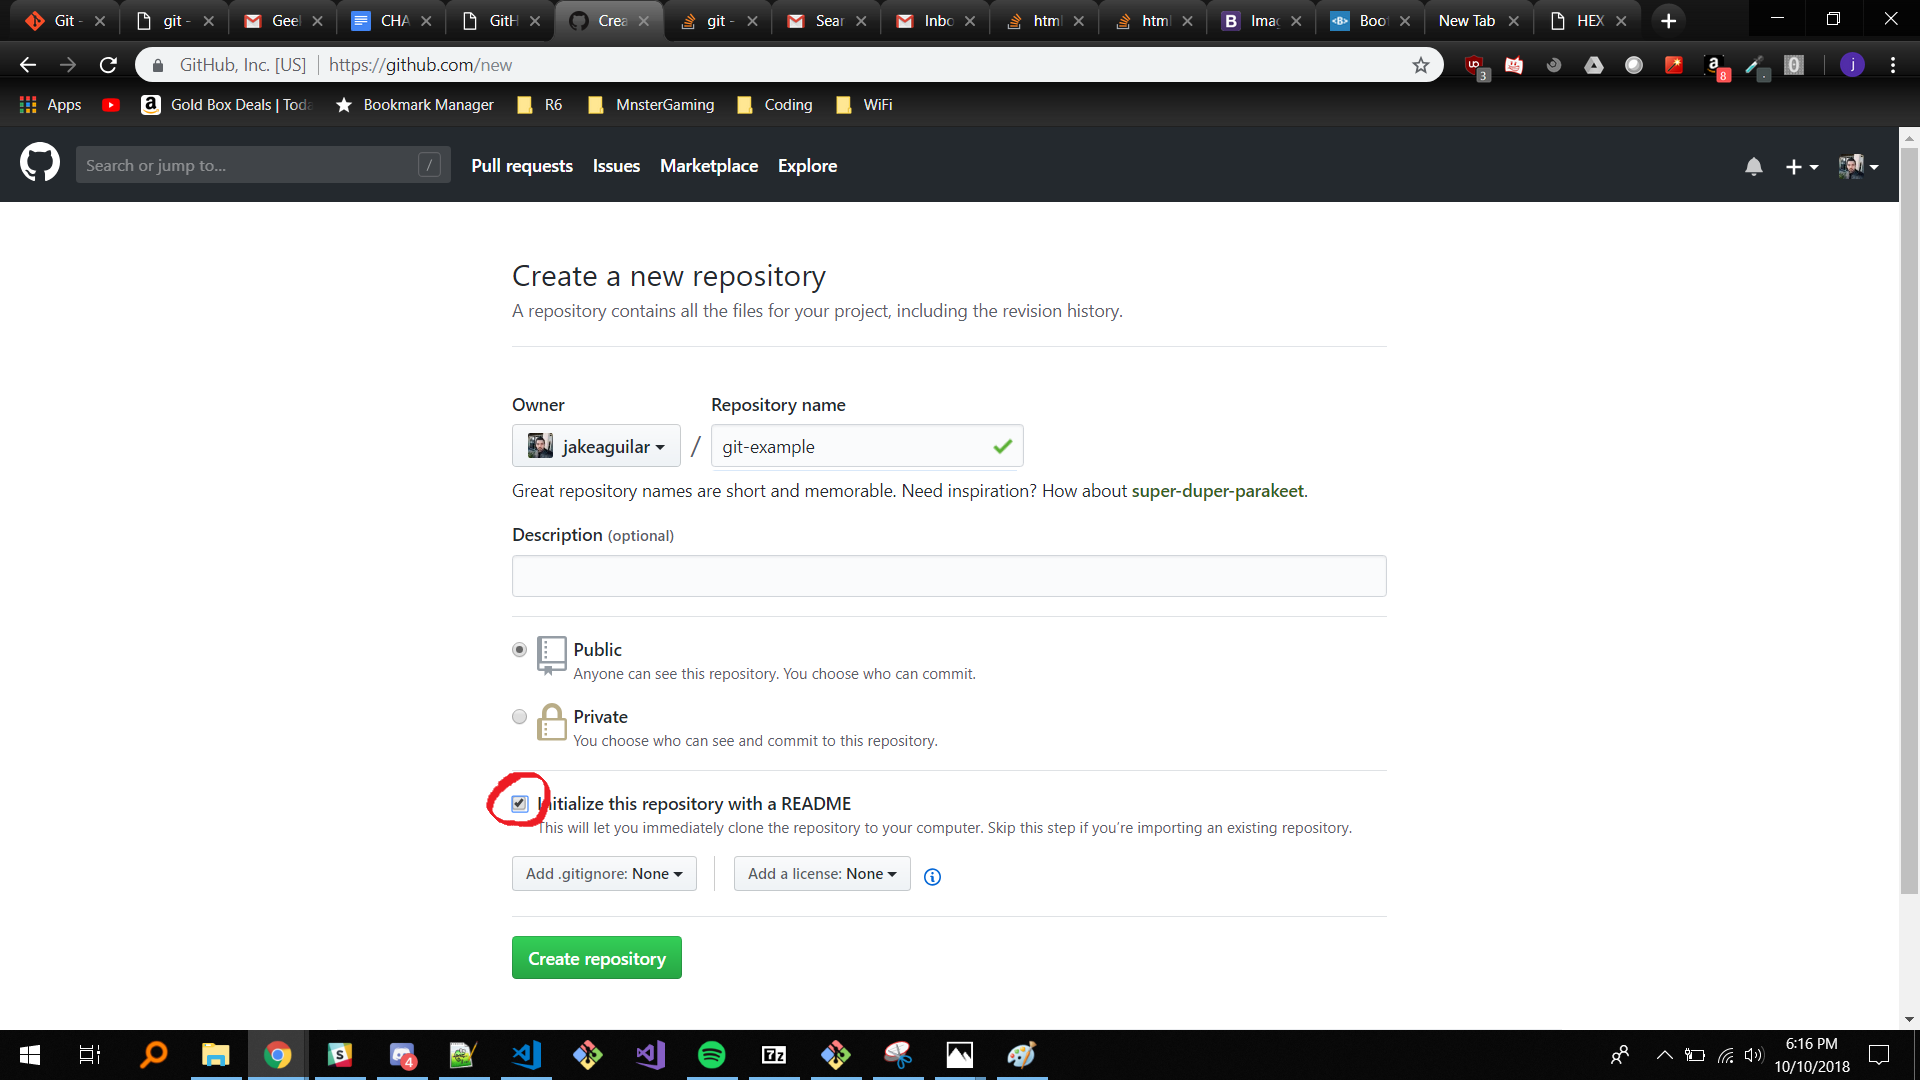 Git - git - Gee CHA GitH Crea git - Sear Inbo html html Ima Boot New Tab HEX
GitHub, Inc. [US] https://github.com/new
3 8 j
Apps Gold Box Deals | Toda Bookmark Manager R6 MnsterGaming Coding WiFi
Search or jump to... / Pull requests Issues Marketplace Explore
Create a new repository
A repository contains all the files for your project, including the revision history.
Owner Repository name
jakeaguilar / git-example
Great repository names are short and memorable. Need inspiration? How about super-duper-parakeet.
Description (optional)
Public
Anyone can see this repository. You choose who can commit.
Private
You choose who can see and commit to this repository.
Initialize this repository with a README
This will let you immediately clone the repository to your computer. Skip this step if you're importing an existing repository.
Add .gitignore: None Add a license: None
Create repository
6:16 PM
10/10/2018